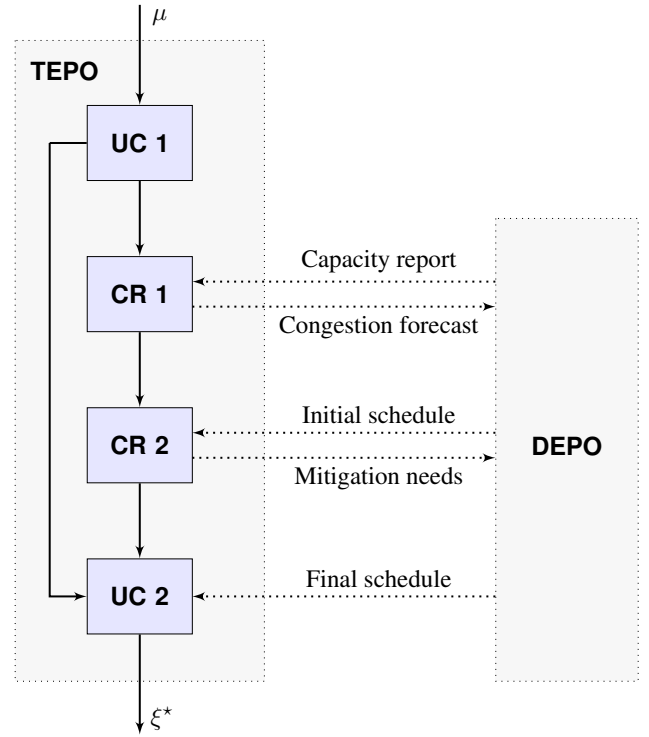 μ
TEPO
UC 1
Capacity report
CR 1
Congestion forecast
Initial schedule
CR 2
DEPO
Mitigation needs
Final schedule
UC 2
ξ⋆